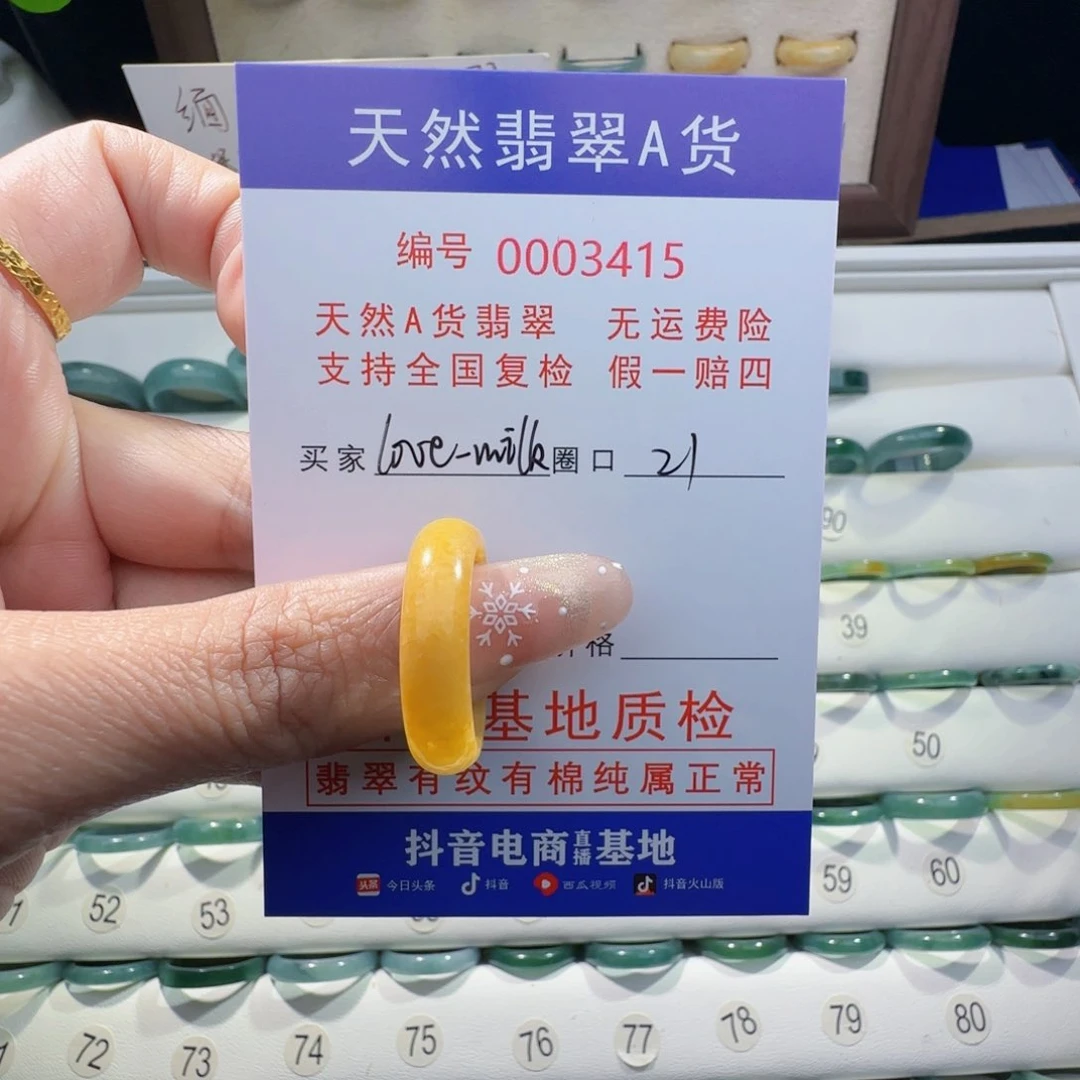 缅
天然翡翠A货
编号 0003415
天然A货翡翠 无运费险
支持全国复检 假一赔四
买家 love-milk 圈口 21
格
基地质检
翡翠有纹有棉纯属正常
抖音电商直播基地
头条 今日头条 抖音 西瓜视频 抖音火山版
90
39
50
59
60
52
53
72
73
74
75
76
77
78
79
80